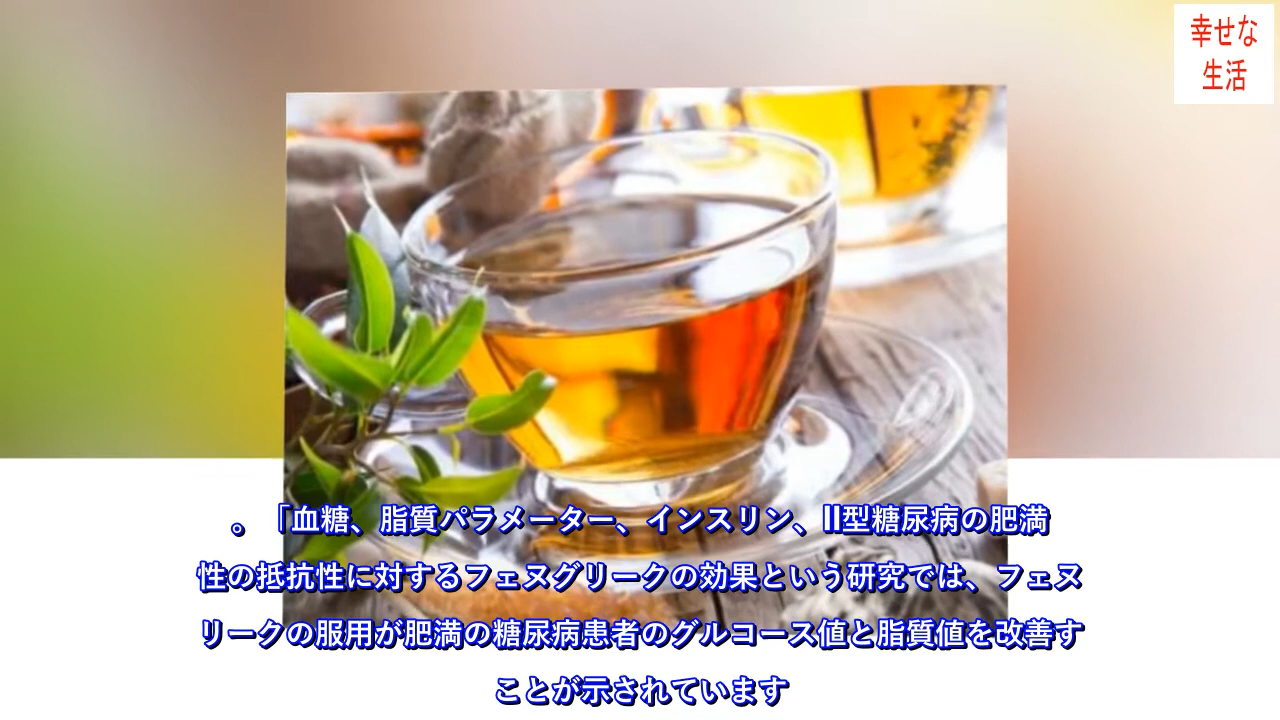 幸せな
生活
。「血糖、脂質パラメーター、インスリン、II型糖尿病の肥満
性の抵抗性に対するフェヌグリークの効果という研究では、フェヌ
リークの服用が肥満の糖尿病患者のグルコース値と脂質値を改善す
ことが示されています